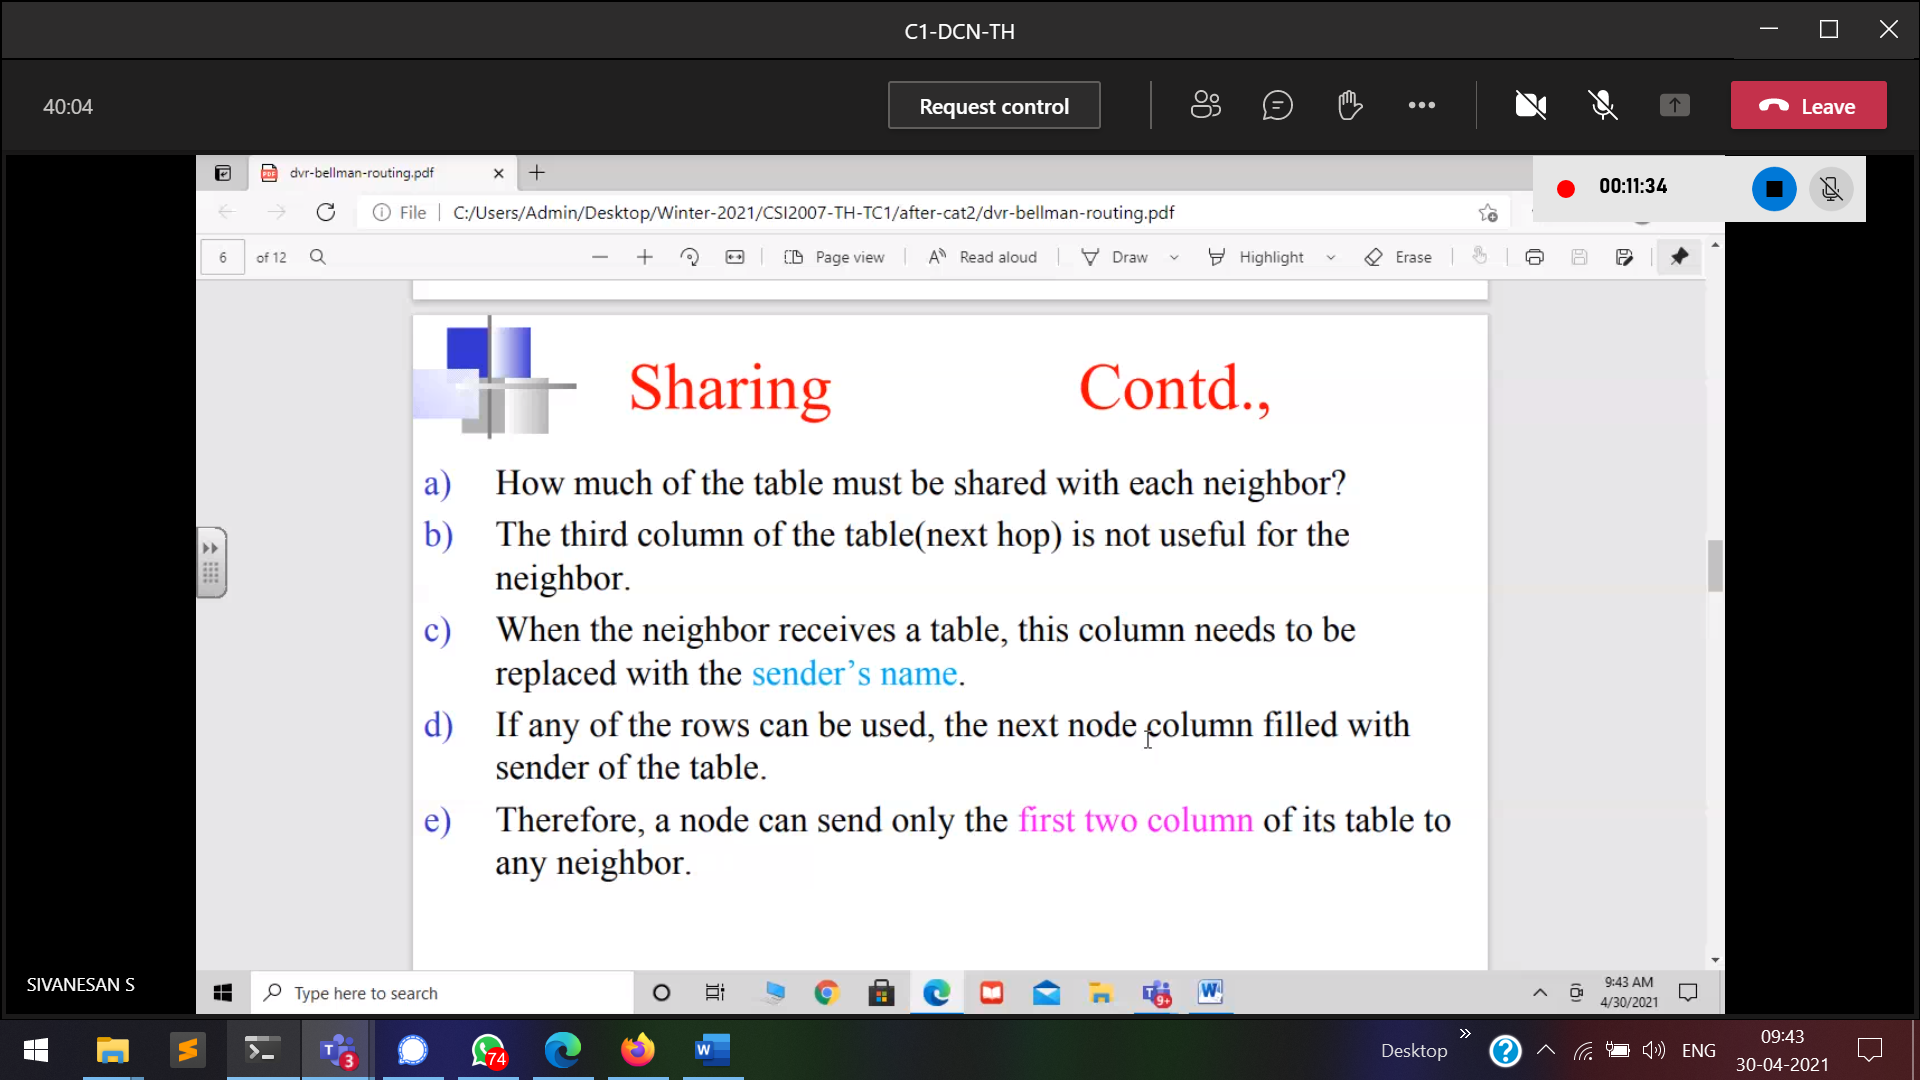 C1-DCN-TH
40:04
Request control
Leave
dvr-bellman-routing.pdf
00:11:34
File
C:/Users/Admin/Desktop/Winter-2021/CSI2007-TH-TC1/after-cat2/dvr-bellman-routing.pdf
6 of 12
Page view
Read aloud
Draw
Highlight
Erase
Sharing Contd.,
a) How much of the table must be shared with each neighbor?
b) The third column of the table(next hop) is not useful for the
neighbor.
c) When the neighbor receives a table, this column needs to be
replaced with the sender’s name.
d) If any of the rows can be used, the next node column filled with
sender of the table.
e) Therefore, a node can send only the first two column of its table to
any neighbor.
SIVANESAN S
Type here to search
9+
9:43 AM
4/30/2021
3
74
Desktop
ENG
09:43
30-04-2021